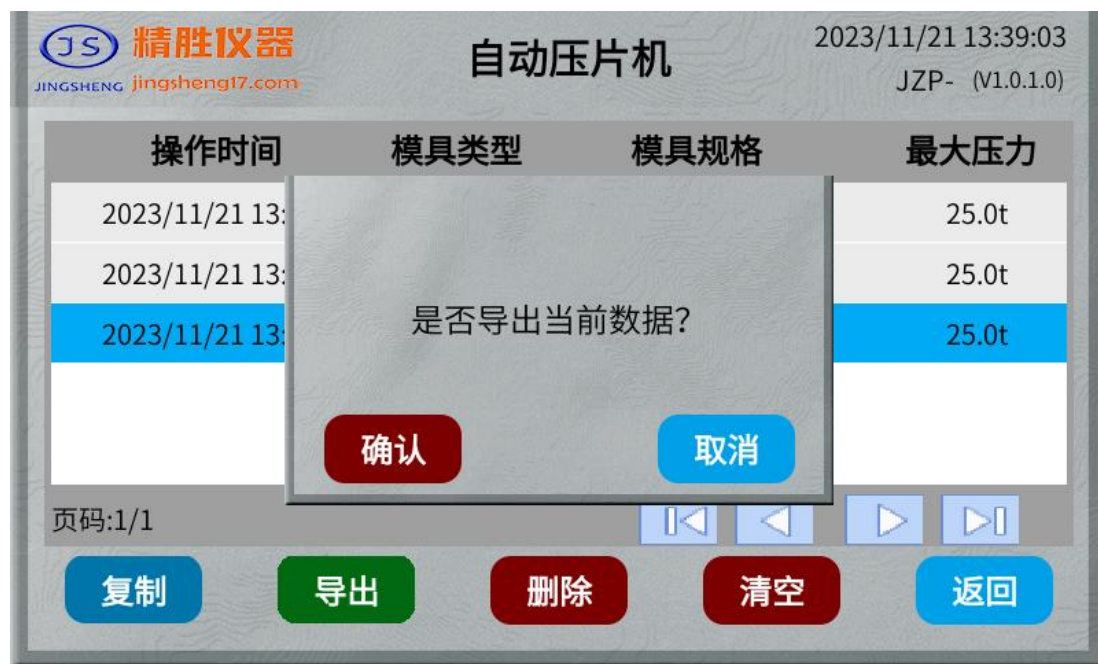 JS 精胜仪器
JINGSHENG jingsheng17.com
自动压片机
2023/11/21 13:39:03
JZP- (V1.0.1.0)
操作时间 模具类型 模具规格 最大压力
2023/11/21 13: 25.0t
2023/11/21 13: 25.0t
2023/11/21 13: 25.0t
是否导出当前数据?
确认 取消
页码:1/1
复制 导出 删除 清空 返回